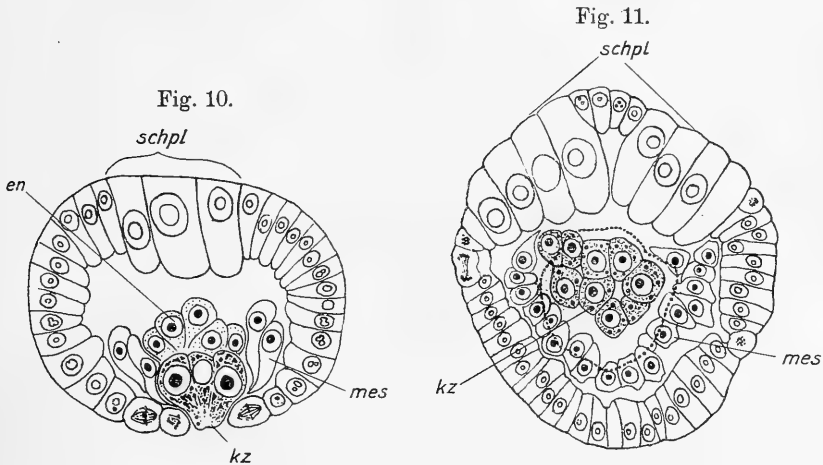 Fig. 10.
schpl
en
mes
kz
Fig. 11.
schpl
kz
mes